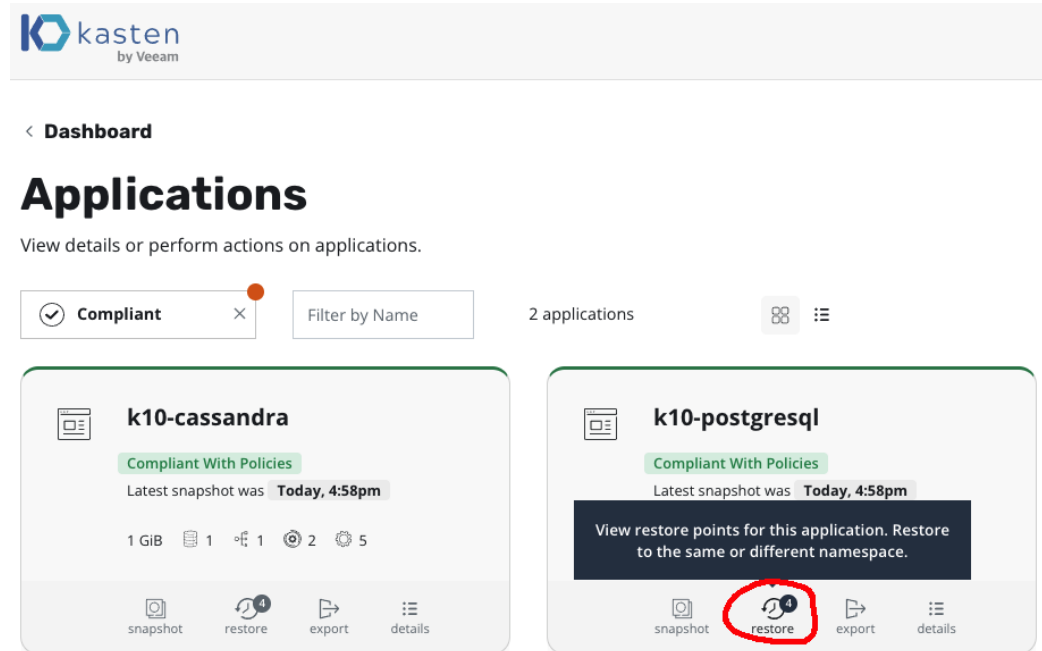 kasten
by Veeam
Dashboard
Applications
View details or perform actions on applications.
Compliant
Filter by Name
2 applications
k10-cassandra
Compliant With Policies
Latest snapshot was Today, 4:58pm
1 GiB 1 1 2 5
snapshot
4
restore
export
details
k10-postgresql
Compliant With Policies
Latest snapshot was Today, 4:58pm
View restore points for this application. Restore
to the same or different namespace.
snapshot
4
restore
export
details